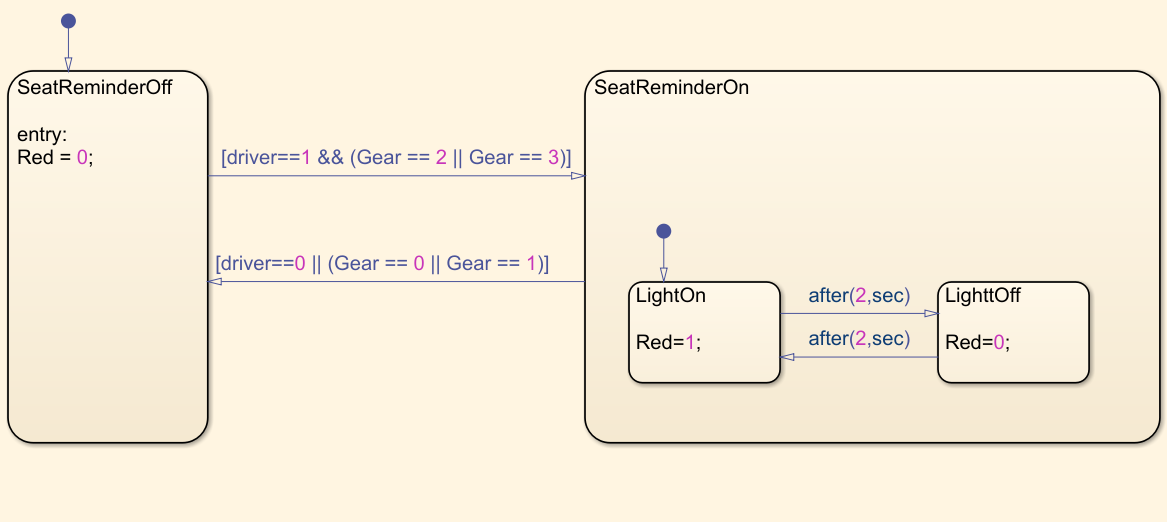 SeatReminderOff
entry:
Red = 0;
[driver==1 && (Gear == 2 || Gear == 3)]
[driver==0 || (Gear == 0 || Gear == 1)]
SeatReminderOn
LightOn
Red=1;
after(2,sec)
after(2,sec)
LighttOff
Red=0;